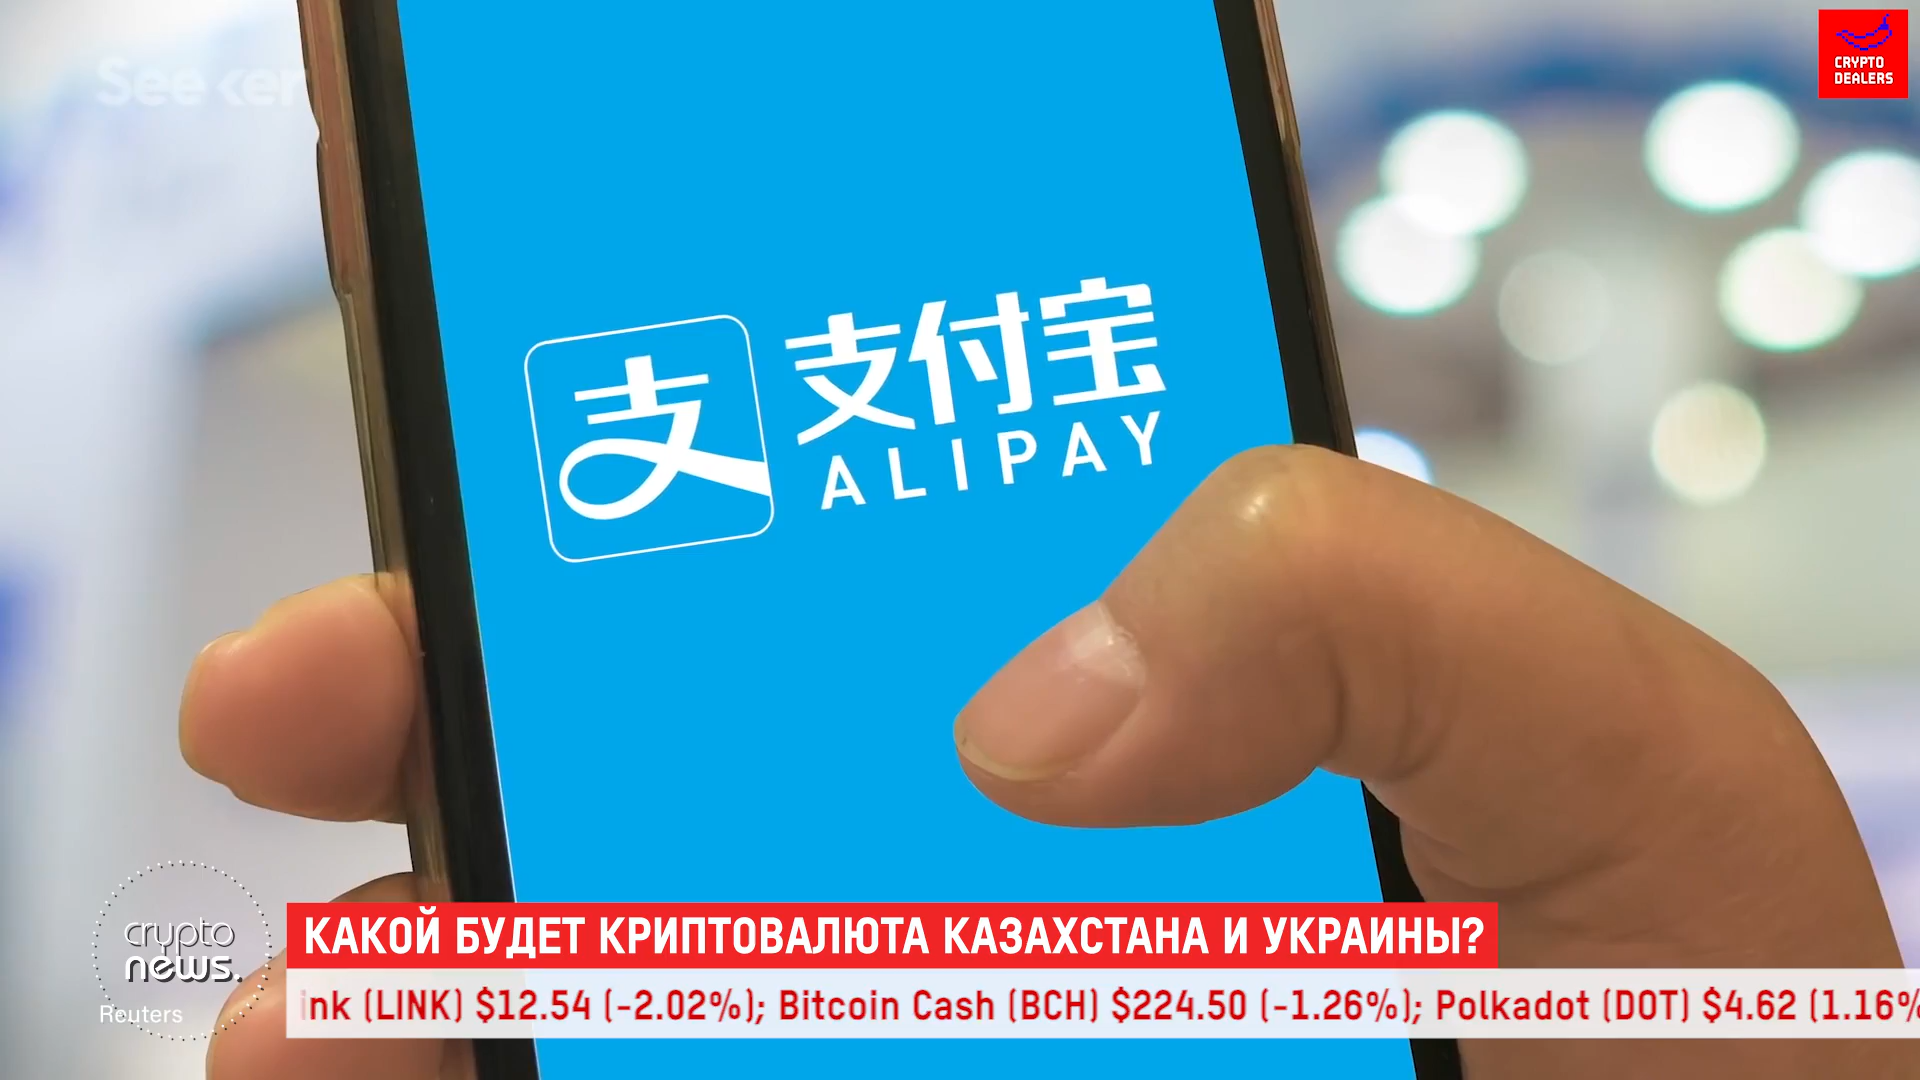 Seeker
CRYPTO
DEALERS
支
支付宝
ALIPAY
crypto
news.
Reuters
КАКОЙ БУДЕТ КРИПТОВАЛЮТА КАЗАХСТАНА И УКРАИНЫ?
ink (LINK) $12.54 (-2.02%); Bitcoin Cash (BCH) $224.50 (-1.26%); Polkadot (DOT) $4.62 (1.16%